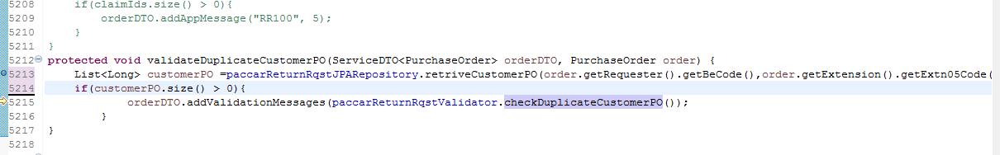 5208 if(claimIds.size() > 0){
5209 orderDTO.addAppMessage("RR100", 5);
5210 }
5211 }
5212 protected void validateDuplicateCustomerPO(ServiceDTO<PurchaseOrder> orderDTO, PurchaseOrder order) {
5213 List<Long> customerPO =paccarReturnRqstJPARepository.retriveCustomerPO(order.getRequester().getBeCode(),order.getExtension().getExtn05Code(
5214 if(customerPO.size() > 0){
5215 orderDTO.addValidationMessages(paccarReturnRqstValidator.checkDuplicateCustomerPO());
5216 }
5217 }
5218